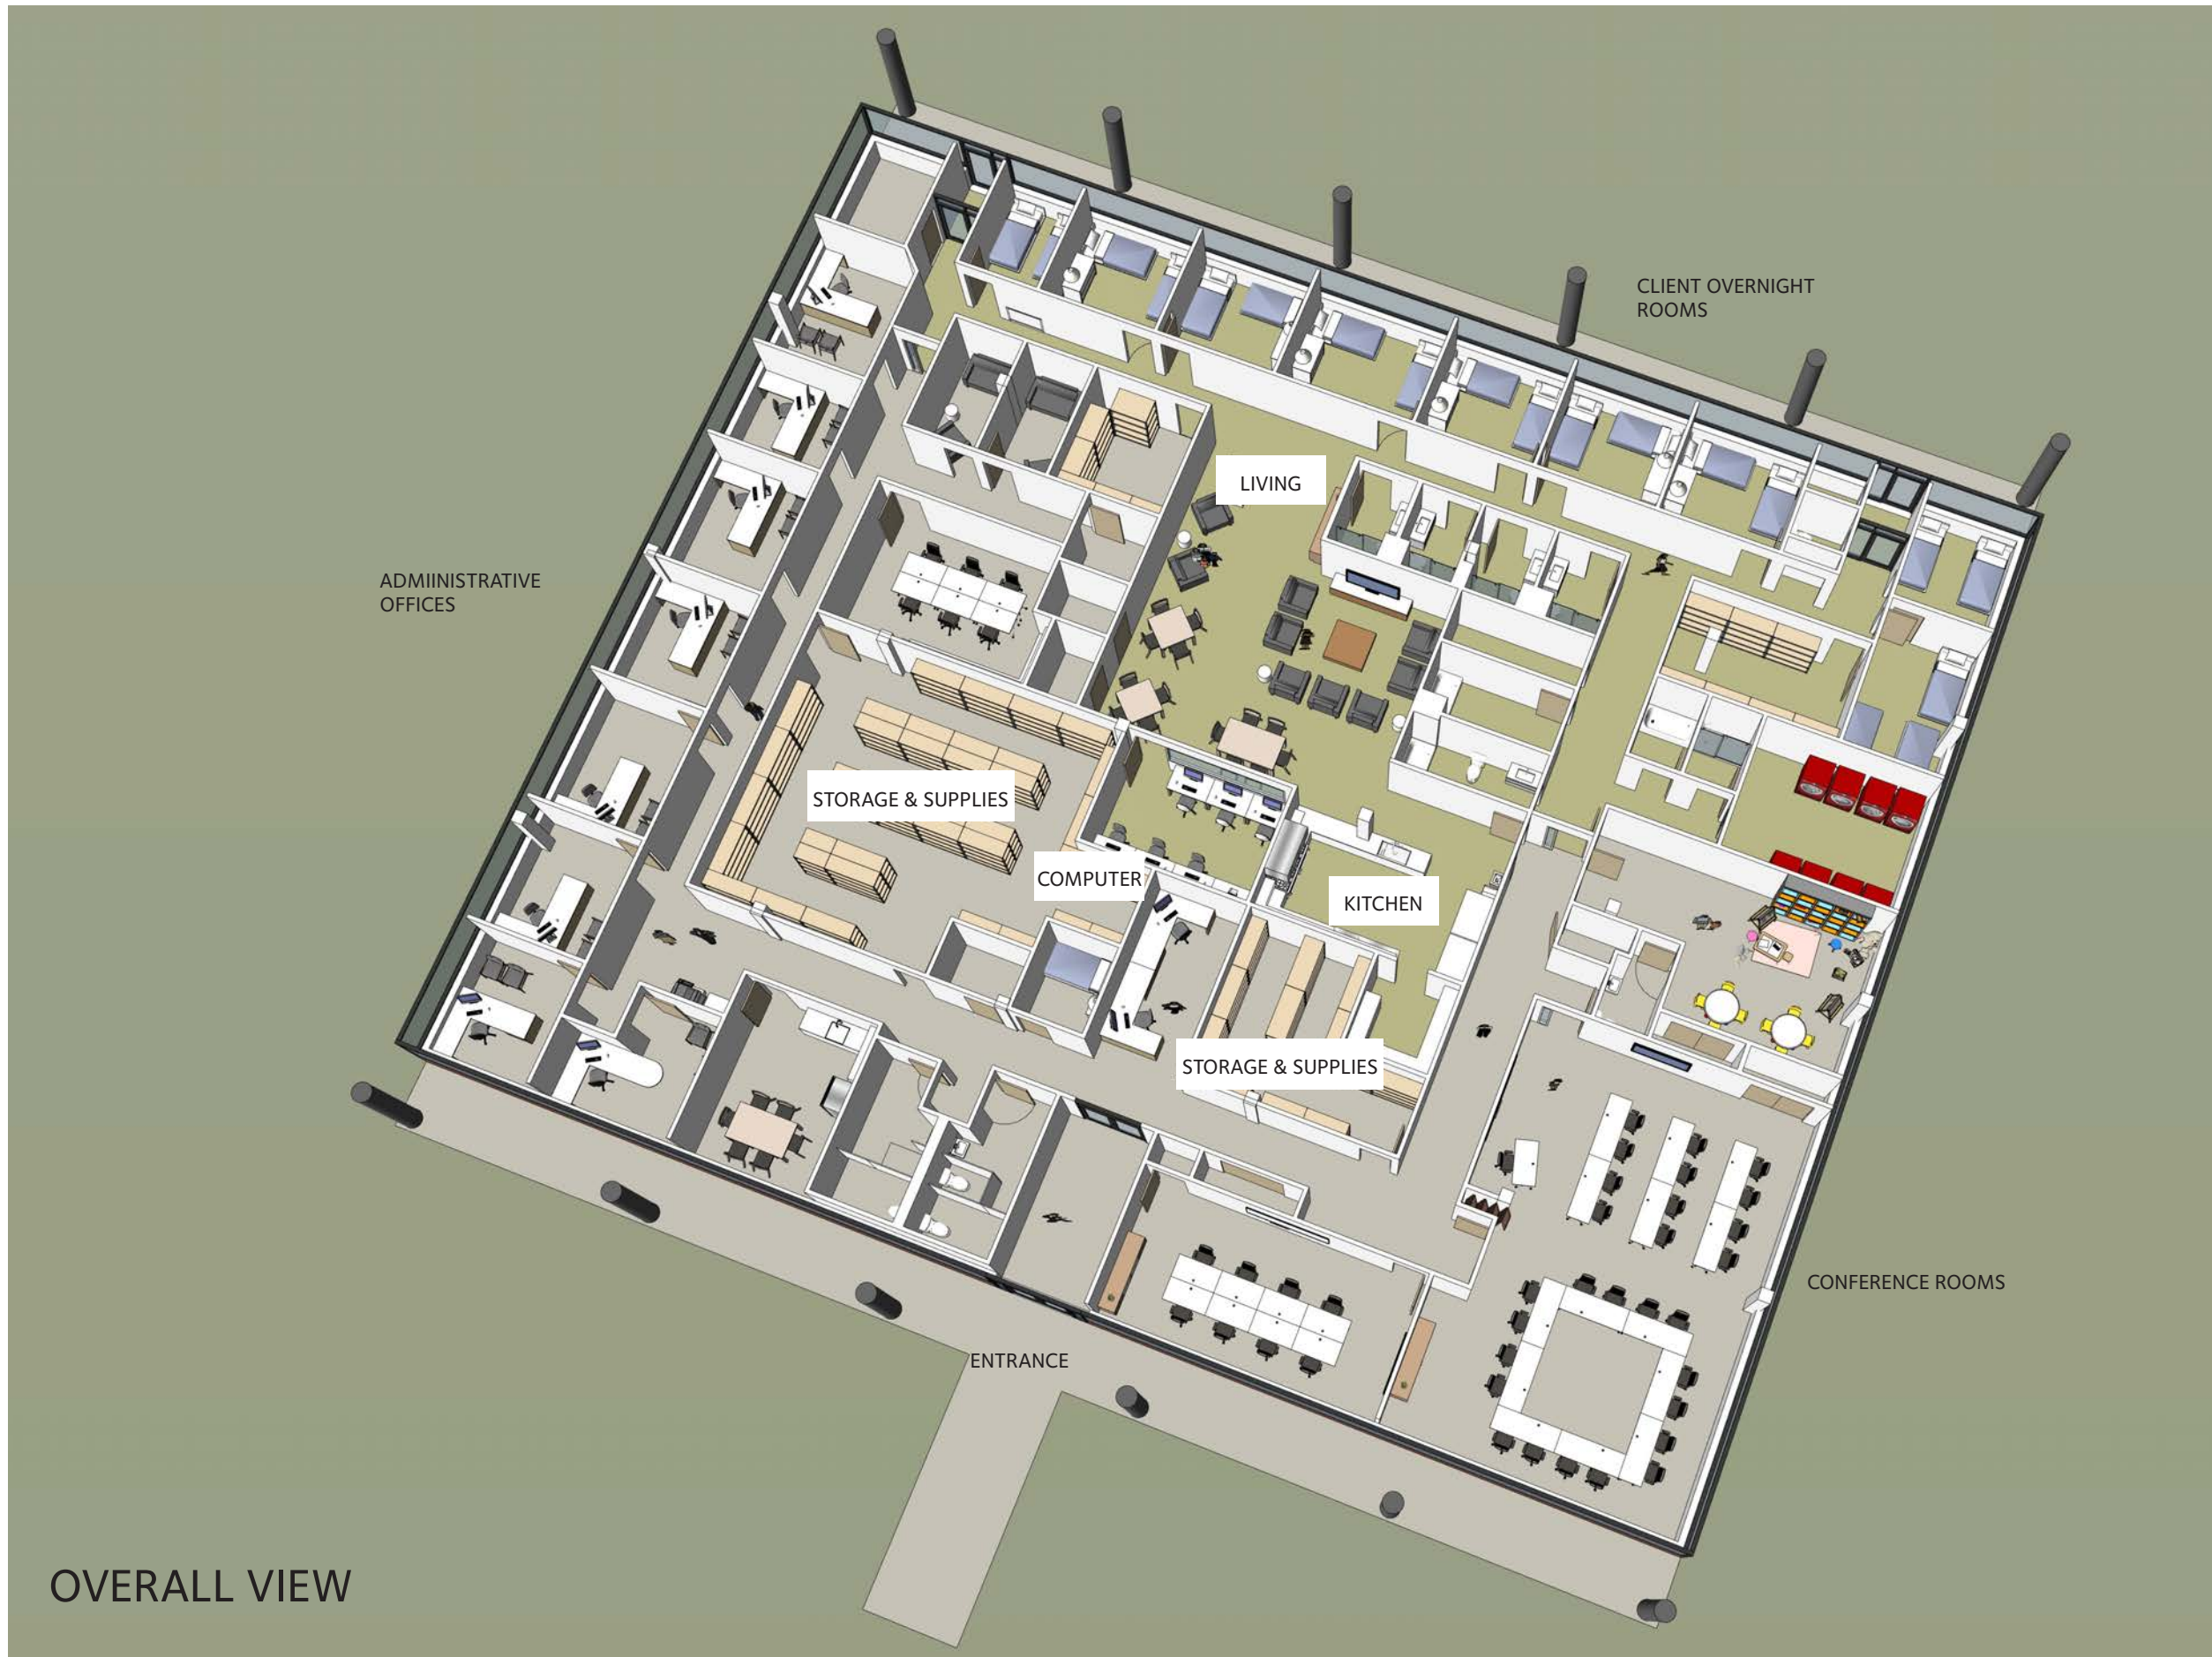 CLIENT OVERNIGHT
ROOMS
LIVING
ADMIINISTRATIVE
OFFICES
STORAGE & SUPPLIES
COMPUTER
KITCHEN
STORAGE & SUPPLIES
CONFERENCE ROOMS
ENTRANCE
OVERALL VIEW